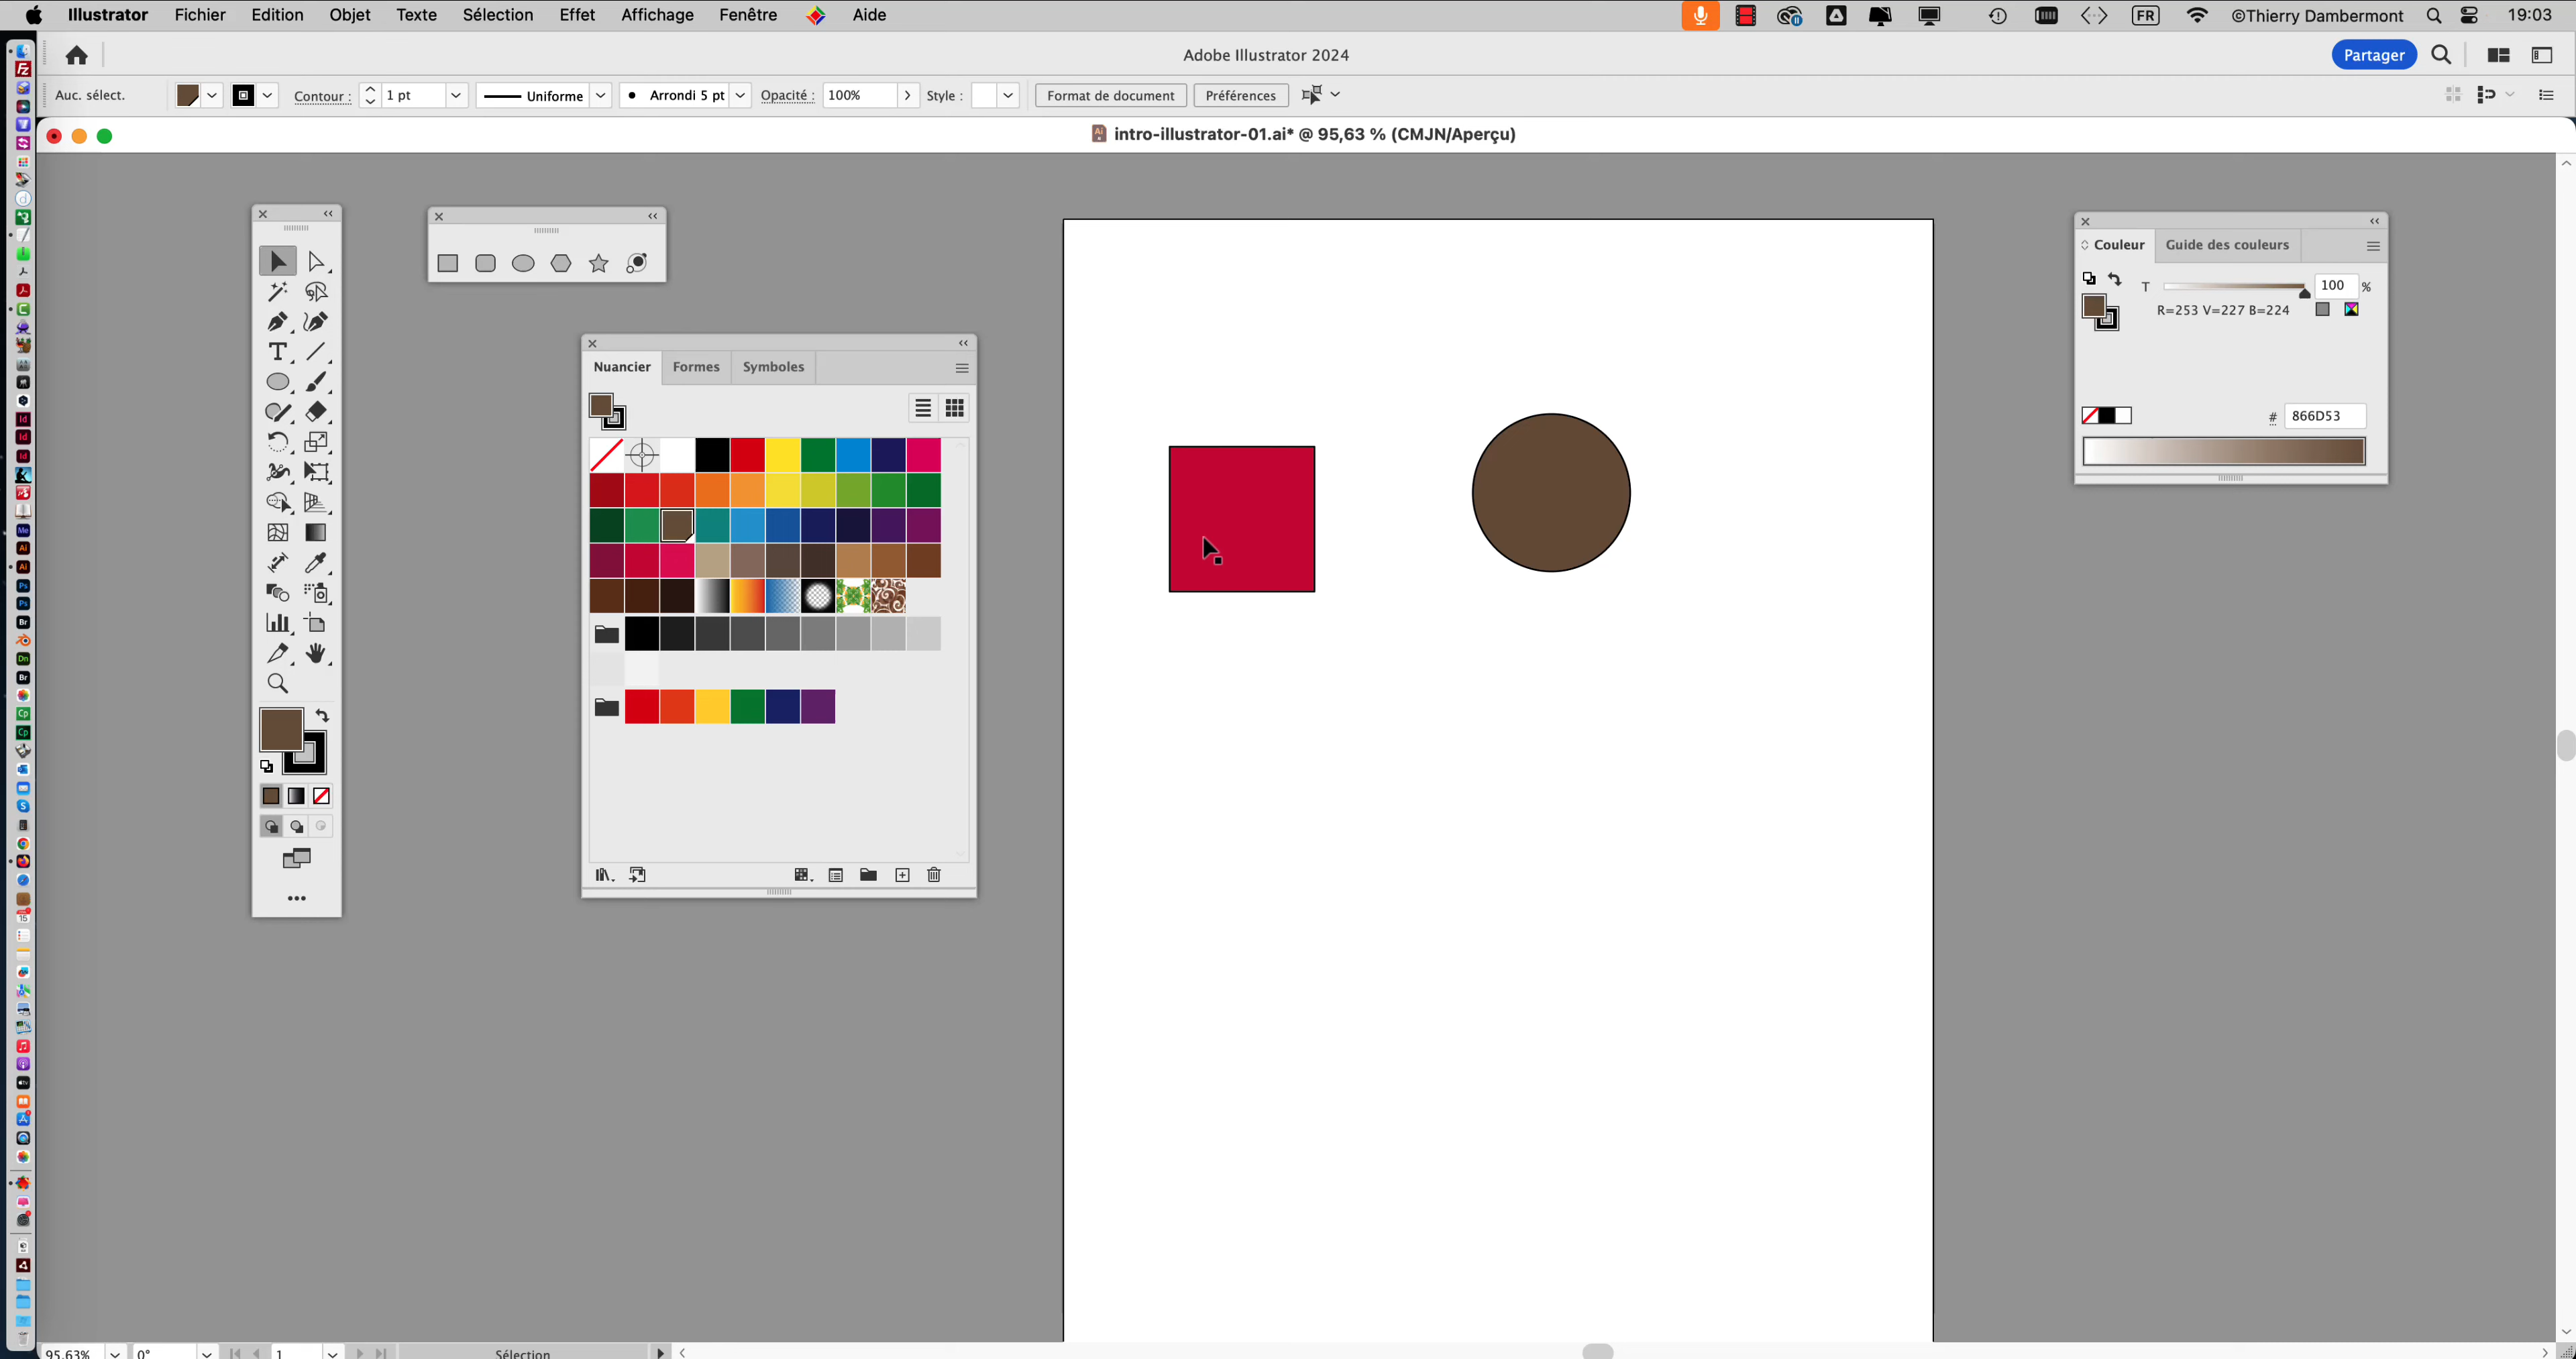 Illustrator Fichier Edition Objet Texte Sélection Effet Affichage Fenêtre Aide FR ©Thierry Dambermont 19:03
Adobe Illustrator 2024 Partager
Auc. sélect. Contour : 1 pt Uniforme Arrondi 5 pt Opacité : 100% Style : Format de document Préférences
intro-illustrator-01.ai* @ 95,63 % (CMJN/Aperçu)
Couleur Guide des couleurs
T 100 %
R=253 V=227 B=224
# 866D53
Nuancier Formes Symboles
95,63% 0° 1 Sélection